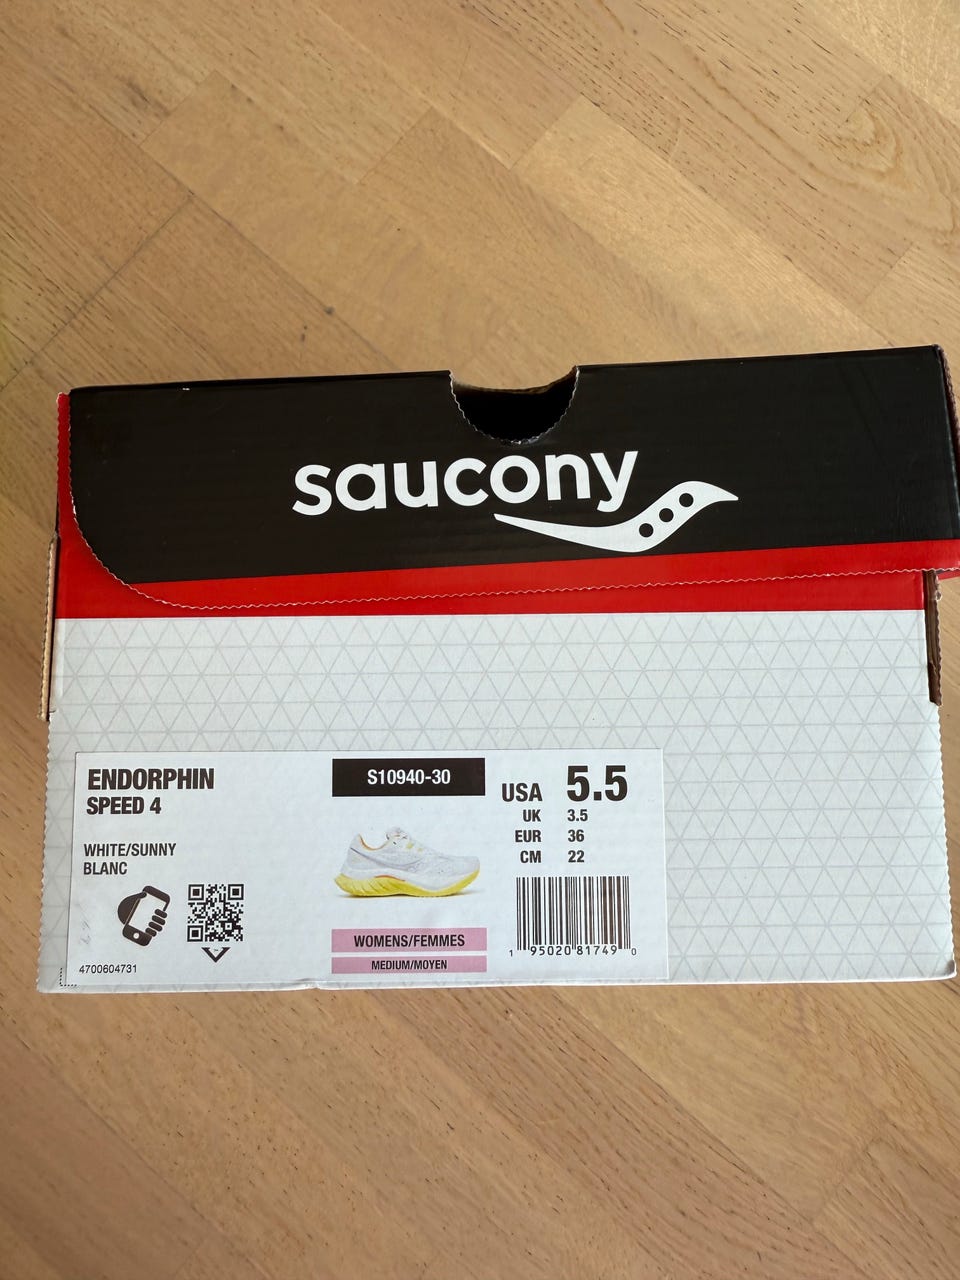 saucony
ENDORPHIN
SPEED 4
WHITE/SUNNY
BLANC
4700604731
S10940-30
WOMENS/FEMMES
MEDIUM/MOYEN
USA 5.5
UK 3.5
EUR 36
CM 22
1 95020 81749 0